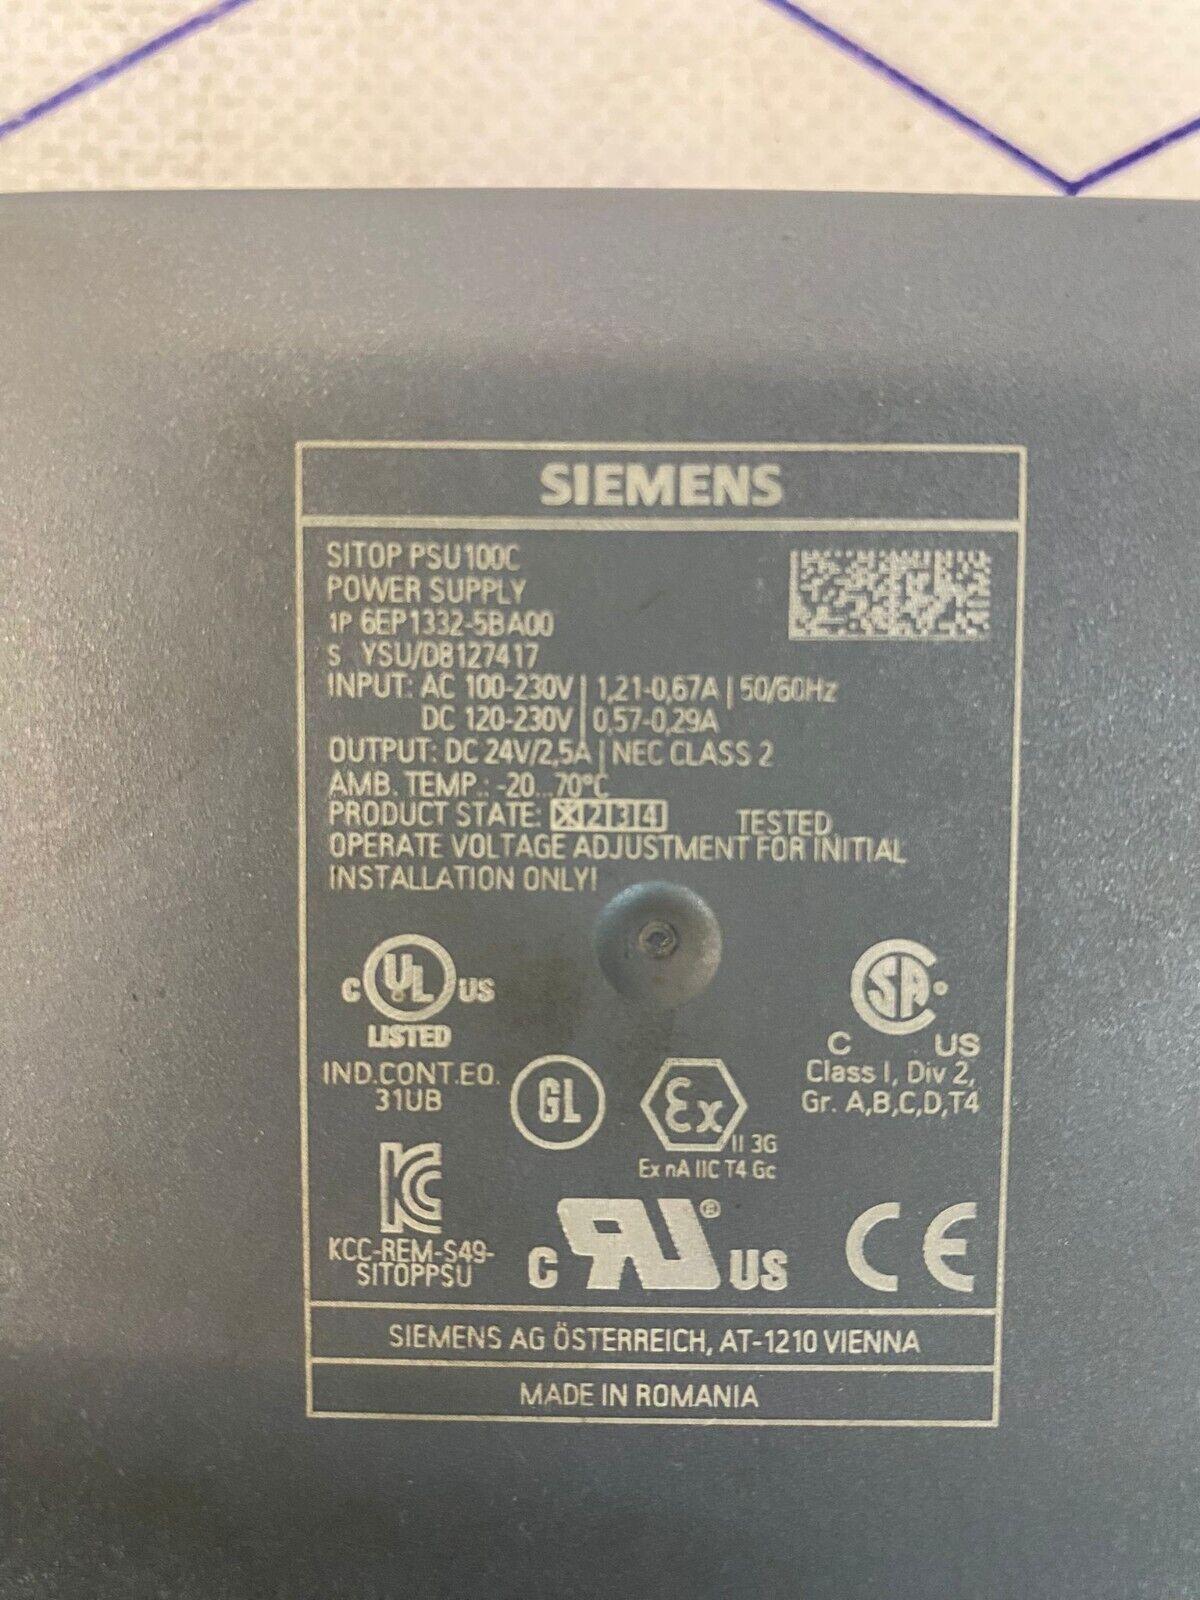 SIEMENS
SITOP PSU100C
POWER SUPPLY
1P 6EP1332-5BA00
S YSU/D8127417
INPUT: AC 100-230V | 1,21-0,67A | 50/60Hz
DC 120-230V | 0,57-0,29A
OUTPUT: DC 24V/2,5A | NEC CLASS 2
AMB. TEMP.: -20...70°C
PRODUCT STATE: X 2 3 4 TESTED
OPERATE VOLTAGE ADJUSTMENT FOR INITIAL
INSTALLATION ONLY!
C UL US
LISTED
IND.CONT.EQ.
31UB
GL
Ex
II 3G
Ex nA IIC T4 Gc
SA
C US
Class I, Div 2,
Gr. A,B,C,D,T4
KC
KCC-REM-S49-
SITOPPSU
C RU ® US
CE
SIEMENS AG ÖSTERREICH, AT-1210 VIENNA
MADE IN ROMANIA